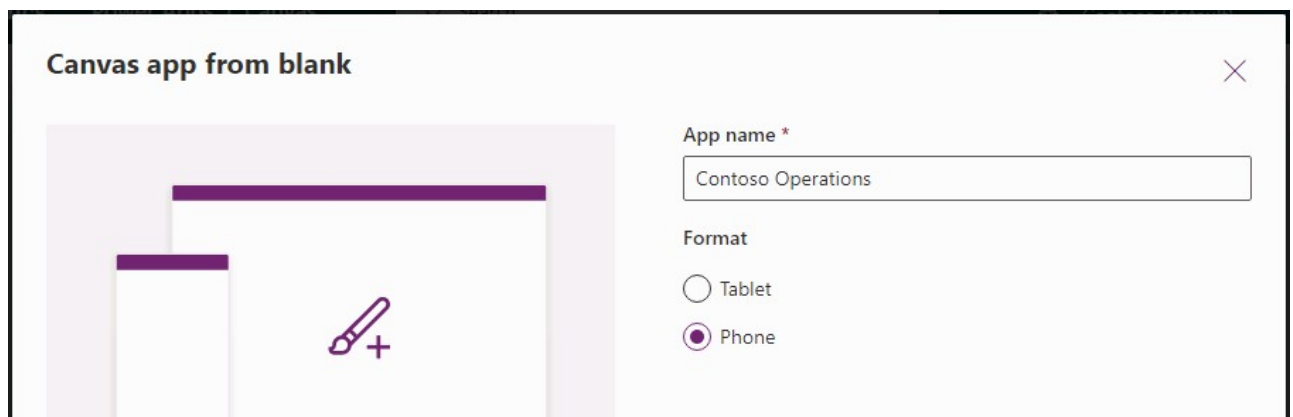 Canvas app from blank
App name *
Contoso Operations
Format
Tablet
Phone